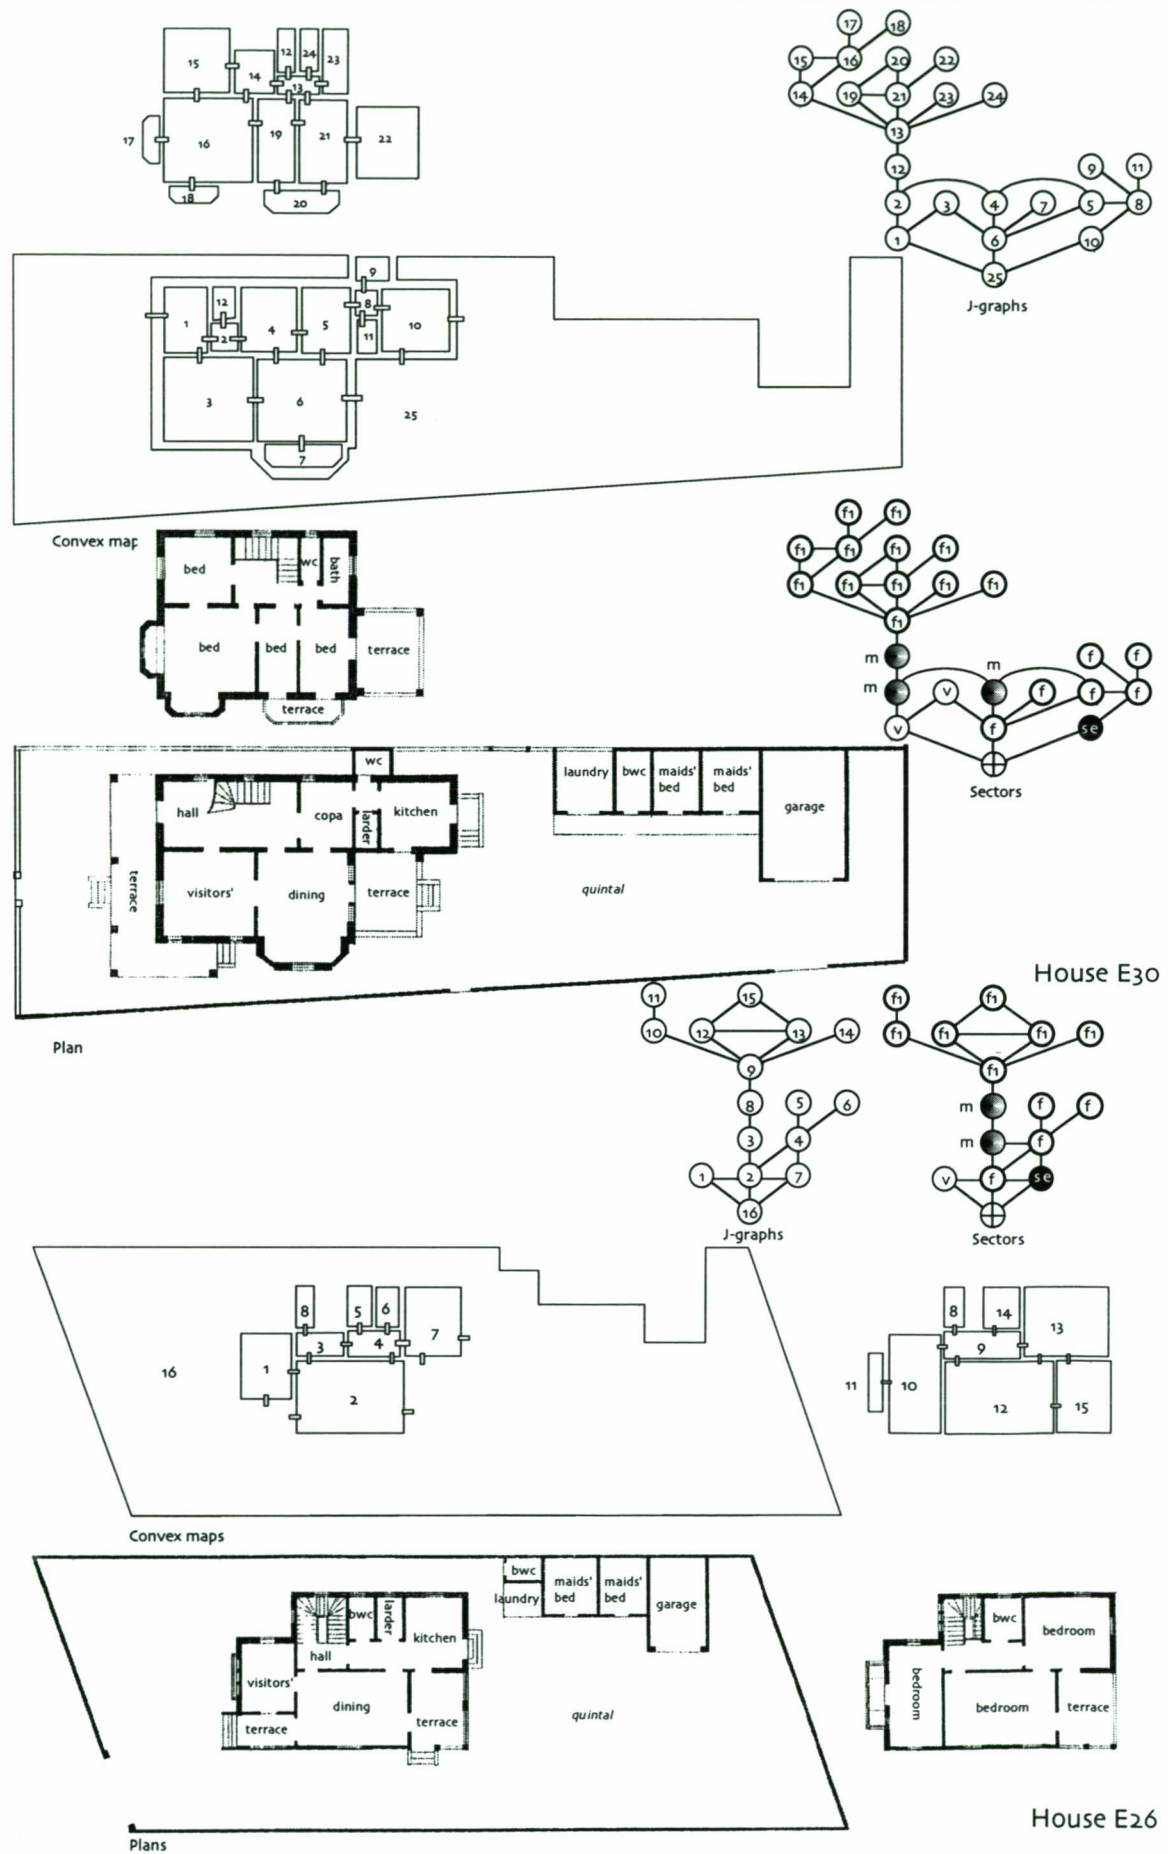 17 18
15 16 20 22
14 19 21 23 24
13
12
9 11
2 3 4 7 5 8
1 6 10
25
J-graphs
12 24 23
15 14 13
17 16 19 21 22
18 20
9
12 8
1 2 4 5 11 10
3 6 25
7
Convex map
f1 f1
f1 f1 f1 f1
f1 f1 f1 f1 f1
f1
m
m f f
m v f f f
v f se
Sectors
bed wc bath
bed bed bed terrace
terrace
wc
hall copa larder kitchen
terrace visitors' dining terrace
laundry bwc maids' bed maids' bed garage
quintal
House E30
Plan
11 15
10 12 13 14
9
8 5 6
3 4
1 2 7
16
J-graphs
f1 f1
f1 f1 f1 f1
f1
m f f
m f
v f se
Sectors
8 5 6 7
3 4
16 1 2
8 14 13
9
11 10 12 15
Convex maps
bwc
laundry maids' bed maids' bed garage
bwc larder kitchen
hall
visitors' dining
terrace terrace
quintal
bwc bedroom
bedroom bedroom terrace
House E26
Plans